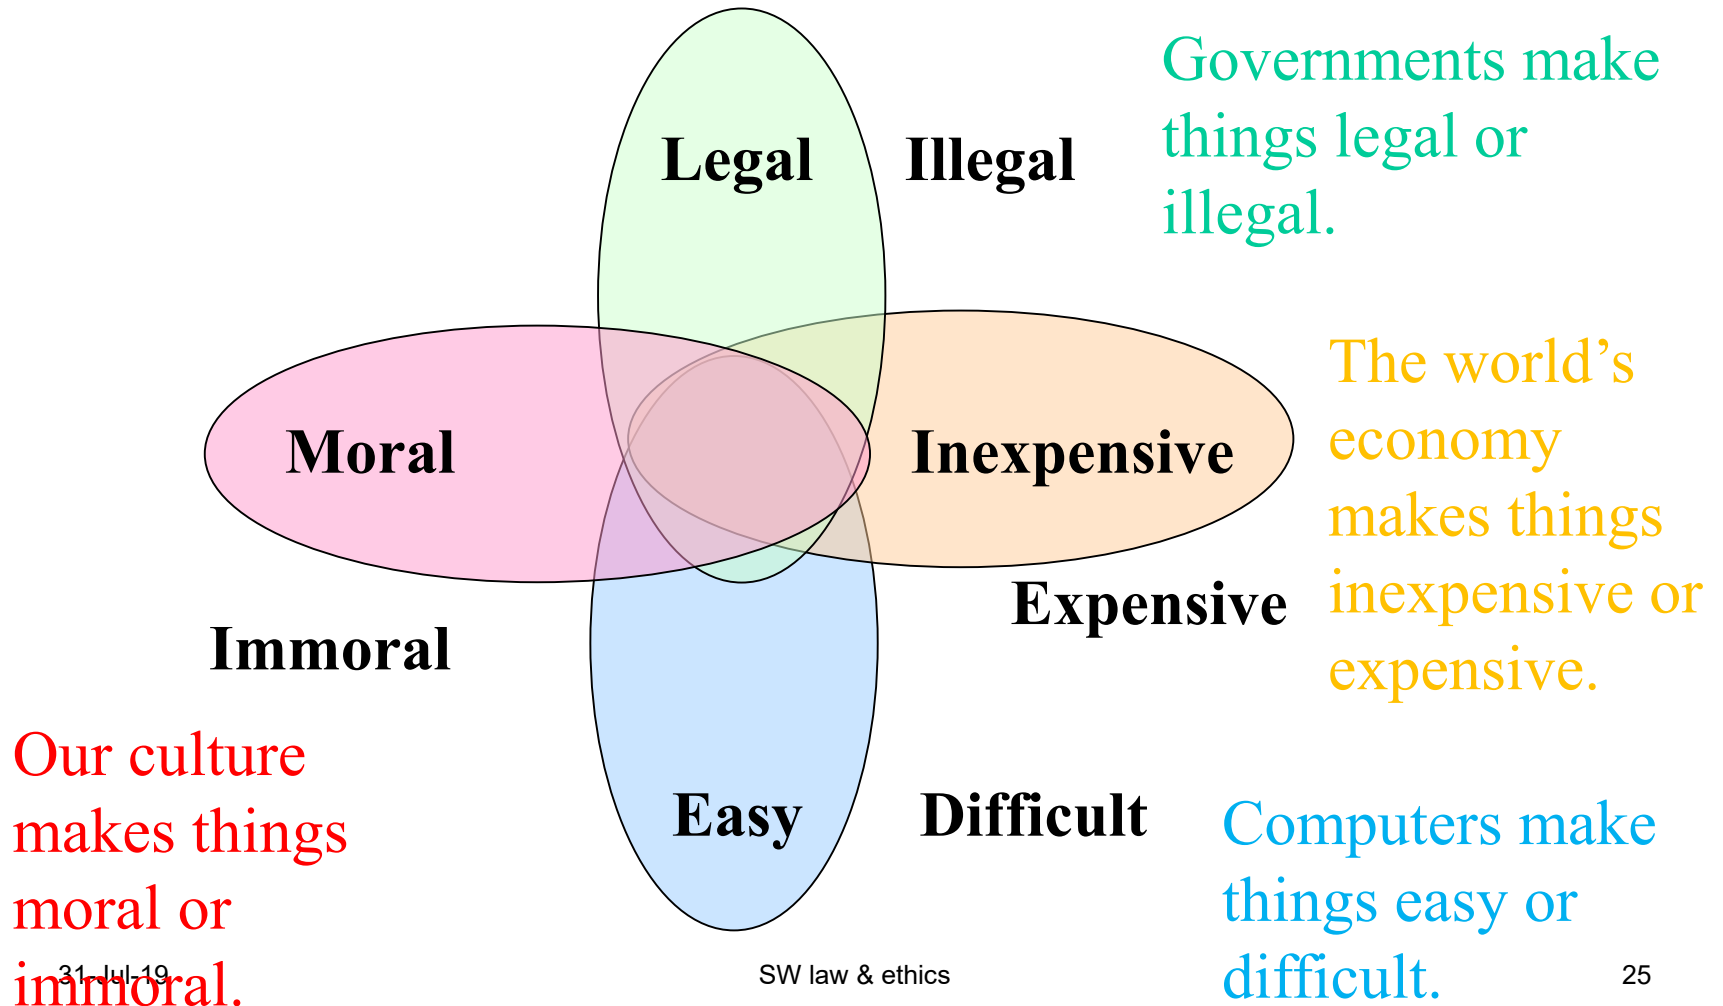 Legal
Illegal
Governments make
things legal or
illegal.
Moral
Inexpensive
The world’s
economy
makes things
inexpensive or
expensive.
Immoral
Expensive
Our culture
makes things
moral or
immoral.
Easy
Difficult
Computers make
things easy or
difficult.
31-Jul-19
SW law & ethics
25